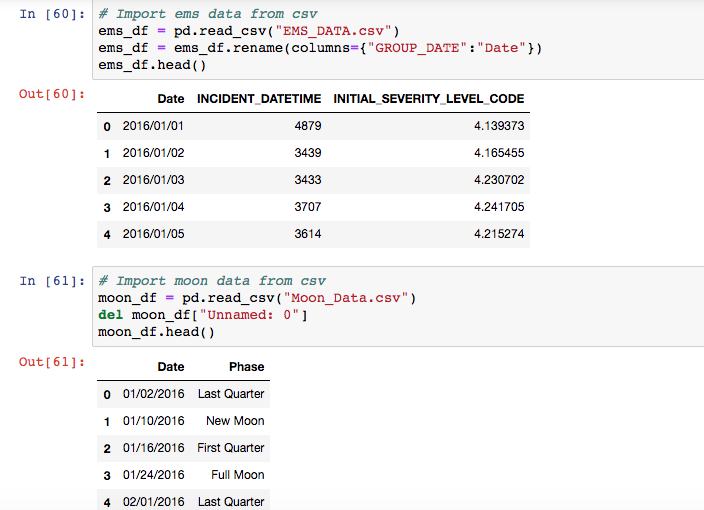 In [60]: # Import ems data from csv
ems_df = pd.read_csv("EMS_DATA.csv")
ems_df = ems_df.rename(columns={"GROUP_DATE":"Date"})
ems_df.head()
Out[60]:
Date INCIDENT_DATETIME INITIAL_SEVERITY_LEVEL_CODE
0 2016/01/01 4879 4.139373
1 2016/01/02 3439 4.165455
2 2016/01/03 3433 4.230702
3 2016/01/04 3707 4.241705
4 2016/01/05 3614 4.215274
In [61]: # Import moon data from csv
moon_df = pd.read_csv("Moon_Data.csv")
del moon_df["Unnamed: 0"]
moon_df.head()
Out[61]:
Date Phase
0 01/02/2016 Last Quarter
1 01/10/2016 New Moon
2 01/16/2016 First Quarter
3 01/24/2016 Full Moon
4 02/01/2016 Last Quarter